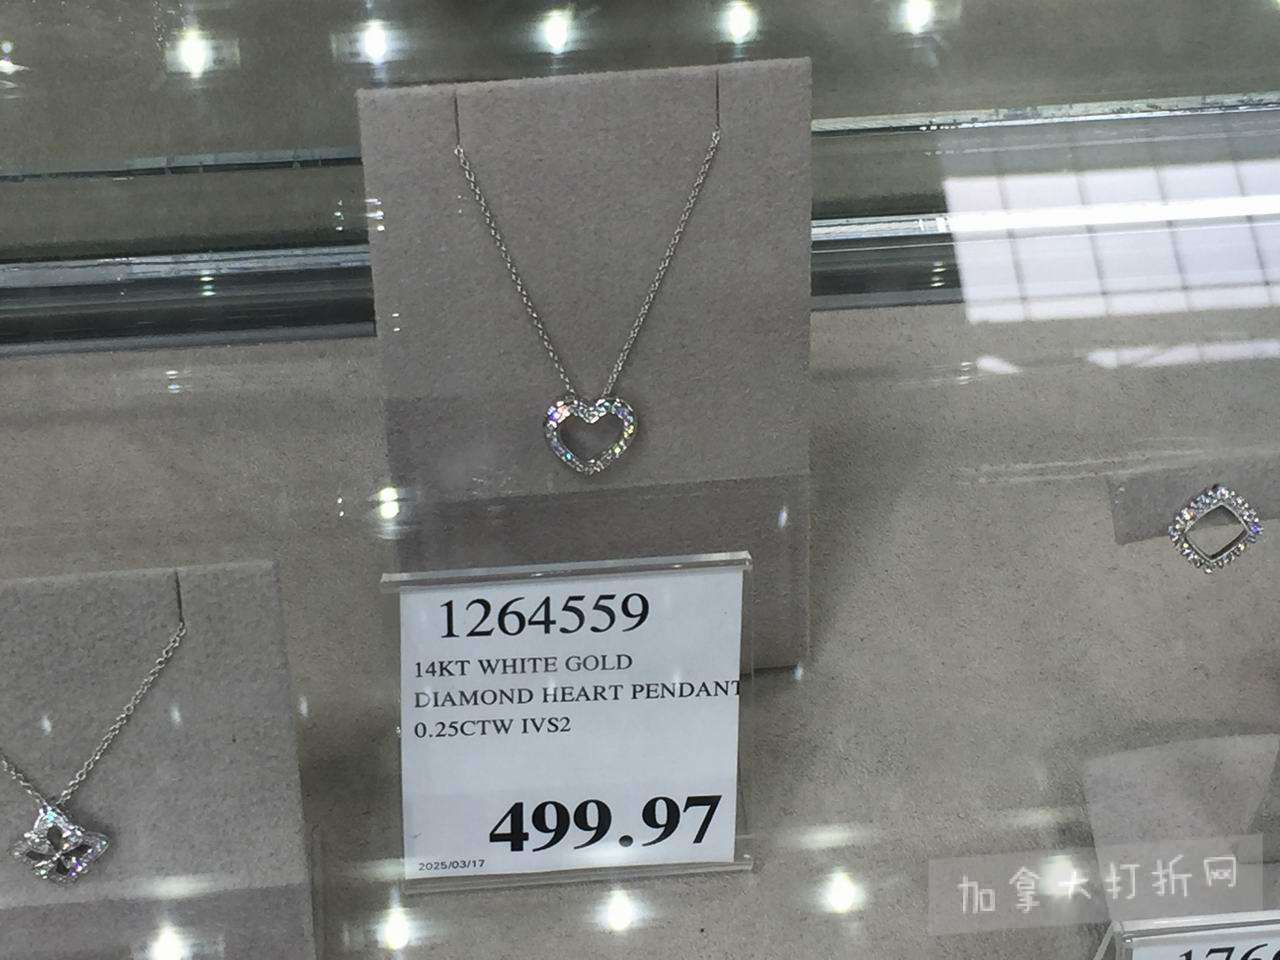 1264559
14KT WHITE GOLD
DIAMOND HEART PENDANT
0.25CTW IVS2
499.97
2025/03/17
加拿大打折网